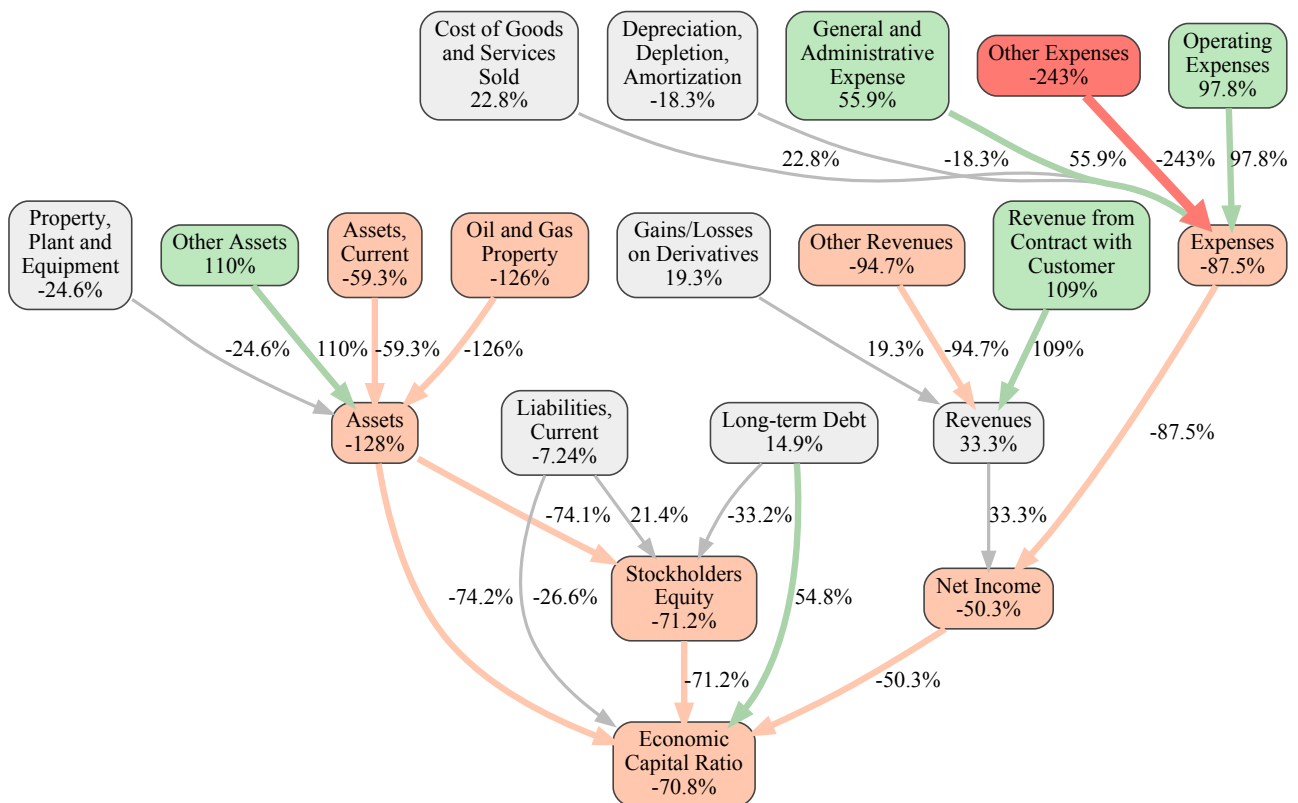 Cost of Goods
and Services
Sold
22.8%
Depreciation,
Depletion,
Amortization
-18.3%
General and
Administrative
Expense
55.9%
Other Expenses
-243%
Operating
Expenses
97.8%
22.8%
-18.3%
55.9%
-243%
97.8%
Property,
Plant and
Equipment
-24.6%
Other Assets
110%
Assets,
Current
-59.3%
Oil and Gas
Property
-126%
Gains/Losses
on Derivatives
19.3%
Other Revenues
-94.7%
Revenue from
Contract with
Customer
109%
Expenses
-87.5%
-24.6%
110%
-59.3%
-126%
19.3%
-94.7%
109%
-87.5%
Assets
-128%
Liabilities,
Current
-7.24%
Long-term Debt
14.9%
Revenues
33.3%
-74.1%
21.4%
-33.2%
33.3%
Stockholders
Equity
-71.2%
Net Income
-50.3%
-74.2%
-26.6%
54.8%
-71.2%
-50.3%
Economic
Capital Ratio
-70.8%